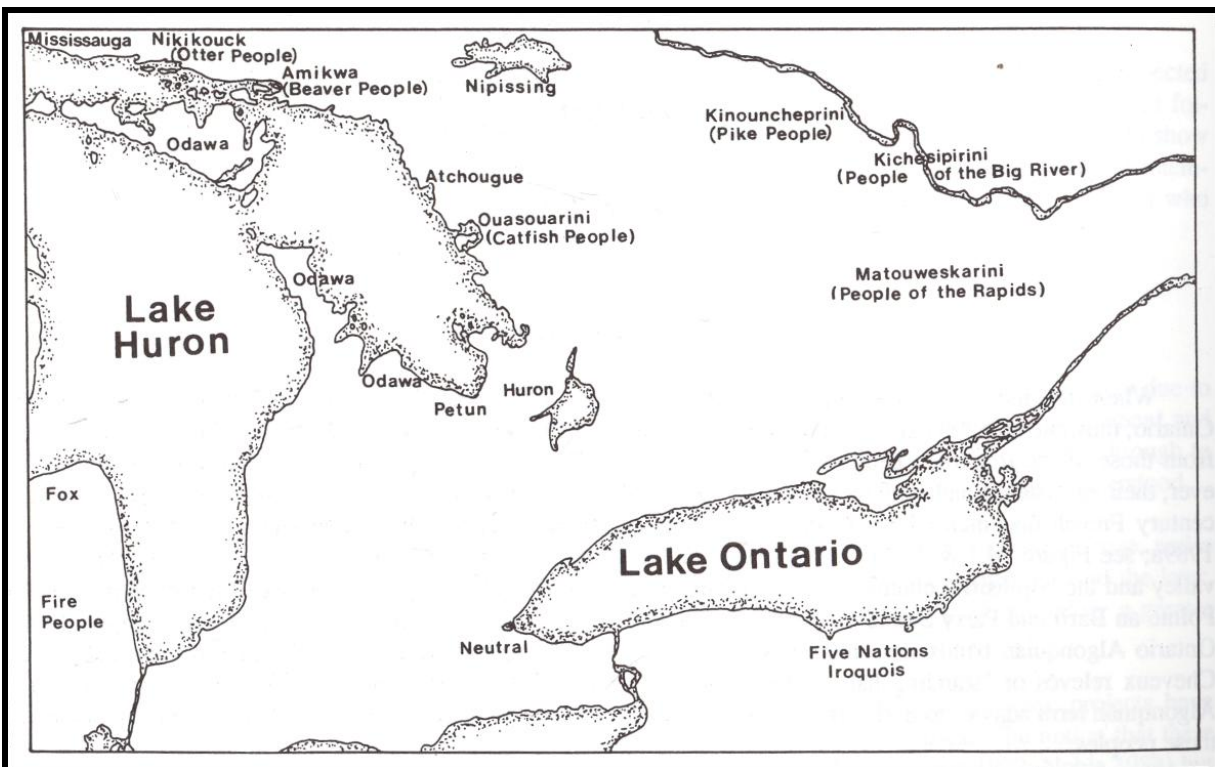 Mississauga
Nikikouck
(Otter People)
Amikwa
(Beaver People)
Nipissing
Odawa
Kinouncheprini
(Pike People)
Kichesipirini
(People of the Big River)
Atchougue
Ouasouarini
(Catfish People)
Odawa
Matouweskarini
(People of the Rapids)
Lake
Huron
Odawa
Petun
Huron
Fox
Lake Ontario
Fire
People
Neutral
Five Nations
Iroquois